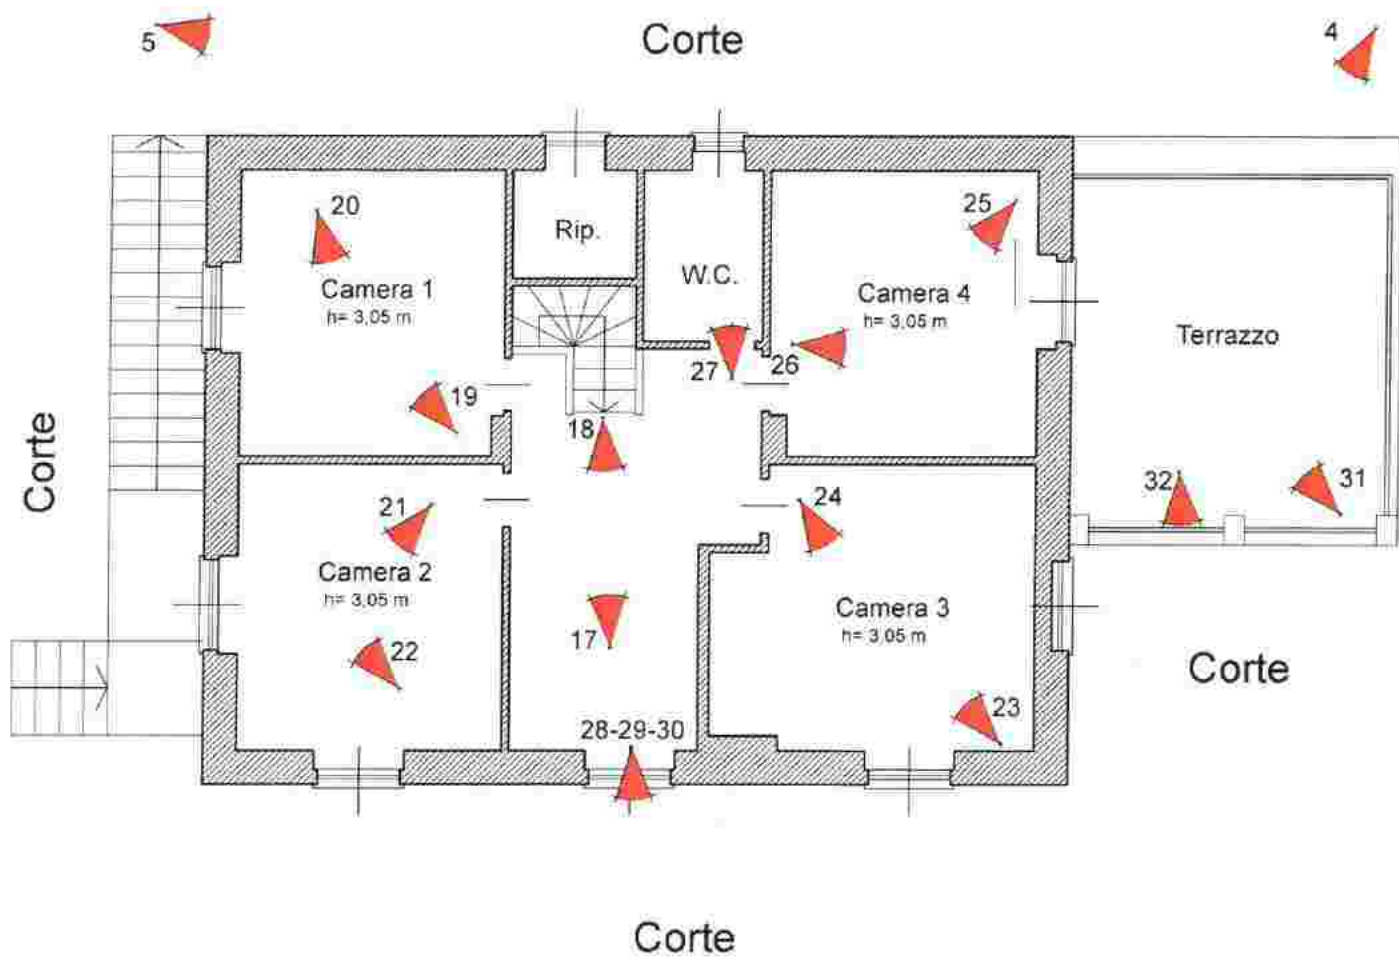 Corte
5
4
20
25
Rip.
W.C.
Camera 1
h= 3,05 m
Camera 4
h= 3,05 m
Terrazzo
27
26
19
18
Corte
21
24
32
31
Camera 2
h= 3,05 m
Camera 3
h= 3,05 m
17
22
Corte
23
28-29-30
Corte